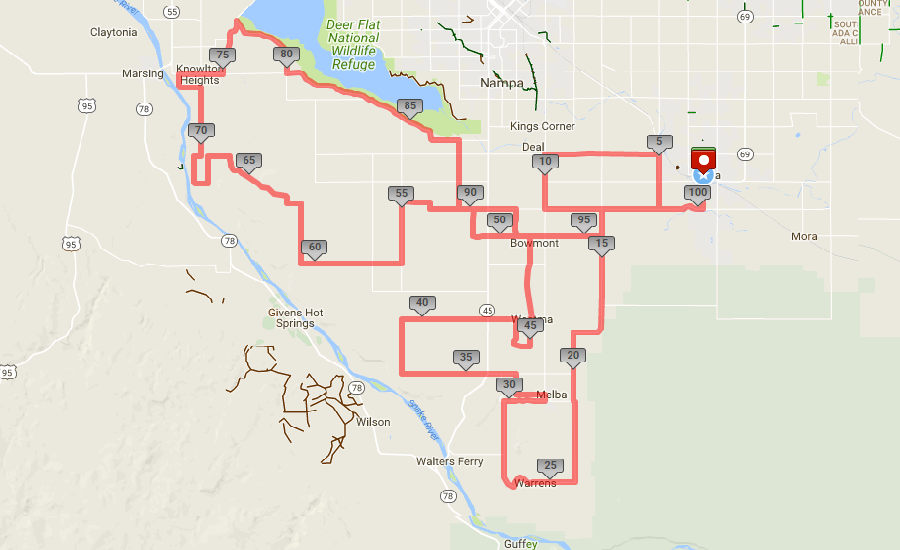 River
55
Claytonia
Deer Flat
National
Wildlife
Refuge
69
OUNTY
ANCE
SOUT
ADA C
ALLI
75
80
Marsing
Knowlton
Heights
Nampa
95
78
85
Kings Corner
70
Deal
5
69
65
10
a
55
90
100
50
95
Mora
95
78
60
Bowmont
15
40
45
Givens Hot
Springs
45
35
20
95
30
Melba
78
Snake River
Wilson
Walters Ferry
25
Warrens
78
Guffey